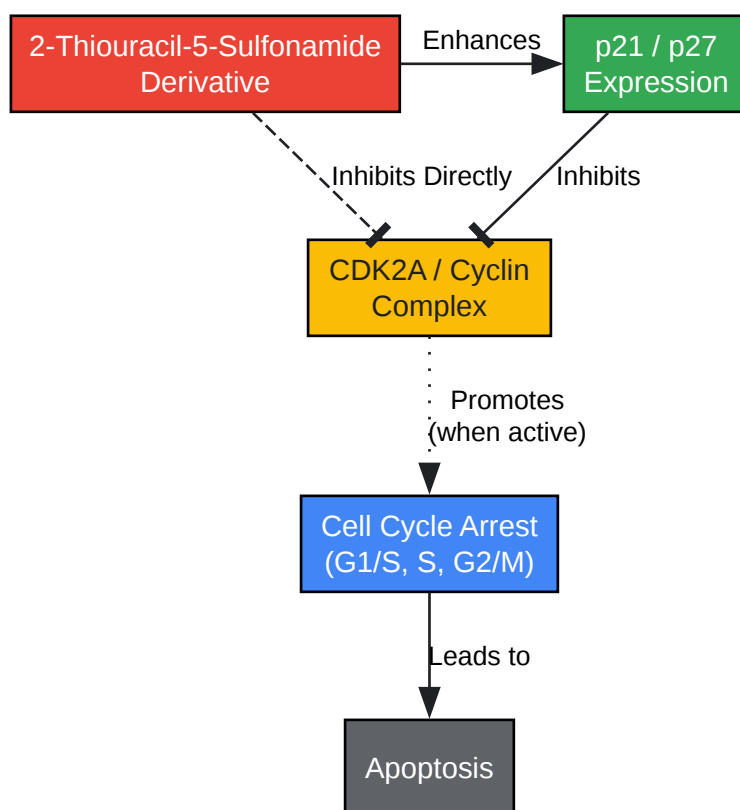 2-Thiouracil-5-Sulfonamide
Derivative
Enhances
p21 / p27
Expression
Inhibits Directly
Inhibits
CDK2A / Cyclin
Complex
Promotes
(when active)
Cell Cycle Arrest
(G1/S, S, G2/M)
Leads to
Apoptosis